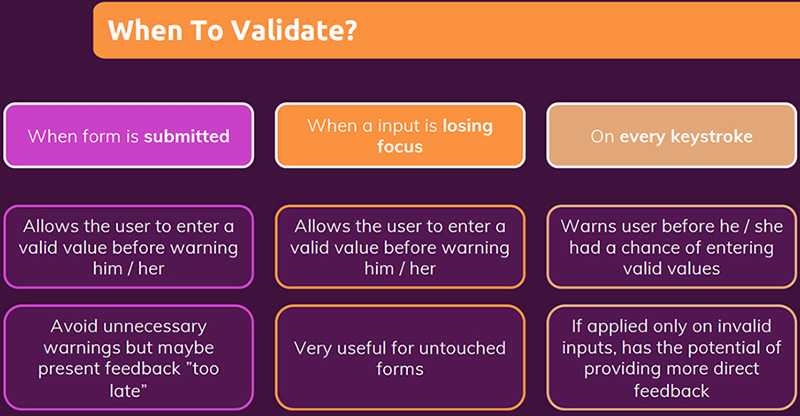 When To Validate?
When form is submitted
When a input is losing
focus
On every keystroke
Allows the user to enter a
valid value before warning
him / her
Allows the user to enter a
valid value before warning
him / her
Warns user before he / she
had a chance of entering
valid values
Avoid unnecessary
warnings but maybe
present feedback ”too
late”
Very useful for untouched
forms
If applied only on invalid
inputs, has the potential of
providing more direct
feedback